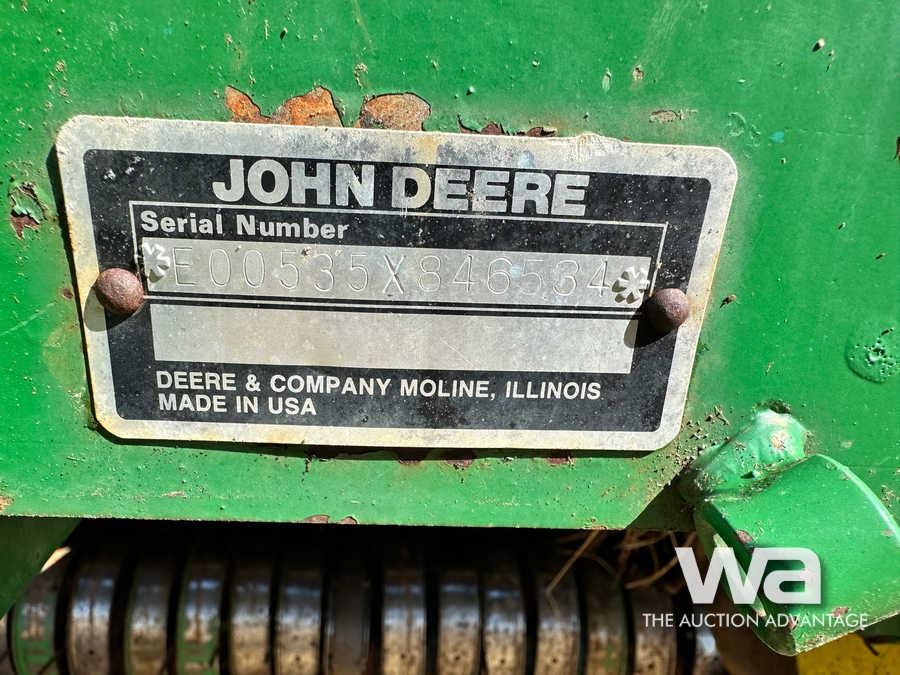 JOHN DEERE
Serial Number
*E00535X846534*
DEERE & COMPANY MOLINE, ILLINOIS
MADE IN USA
wa
THE AUCTION ADVANTAGE